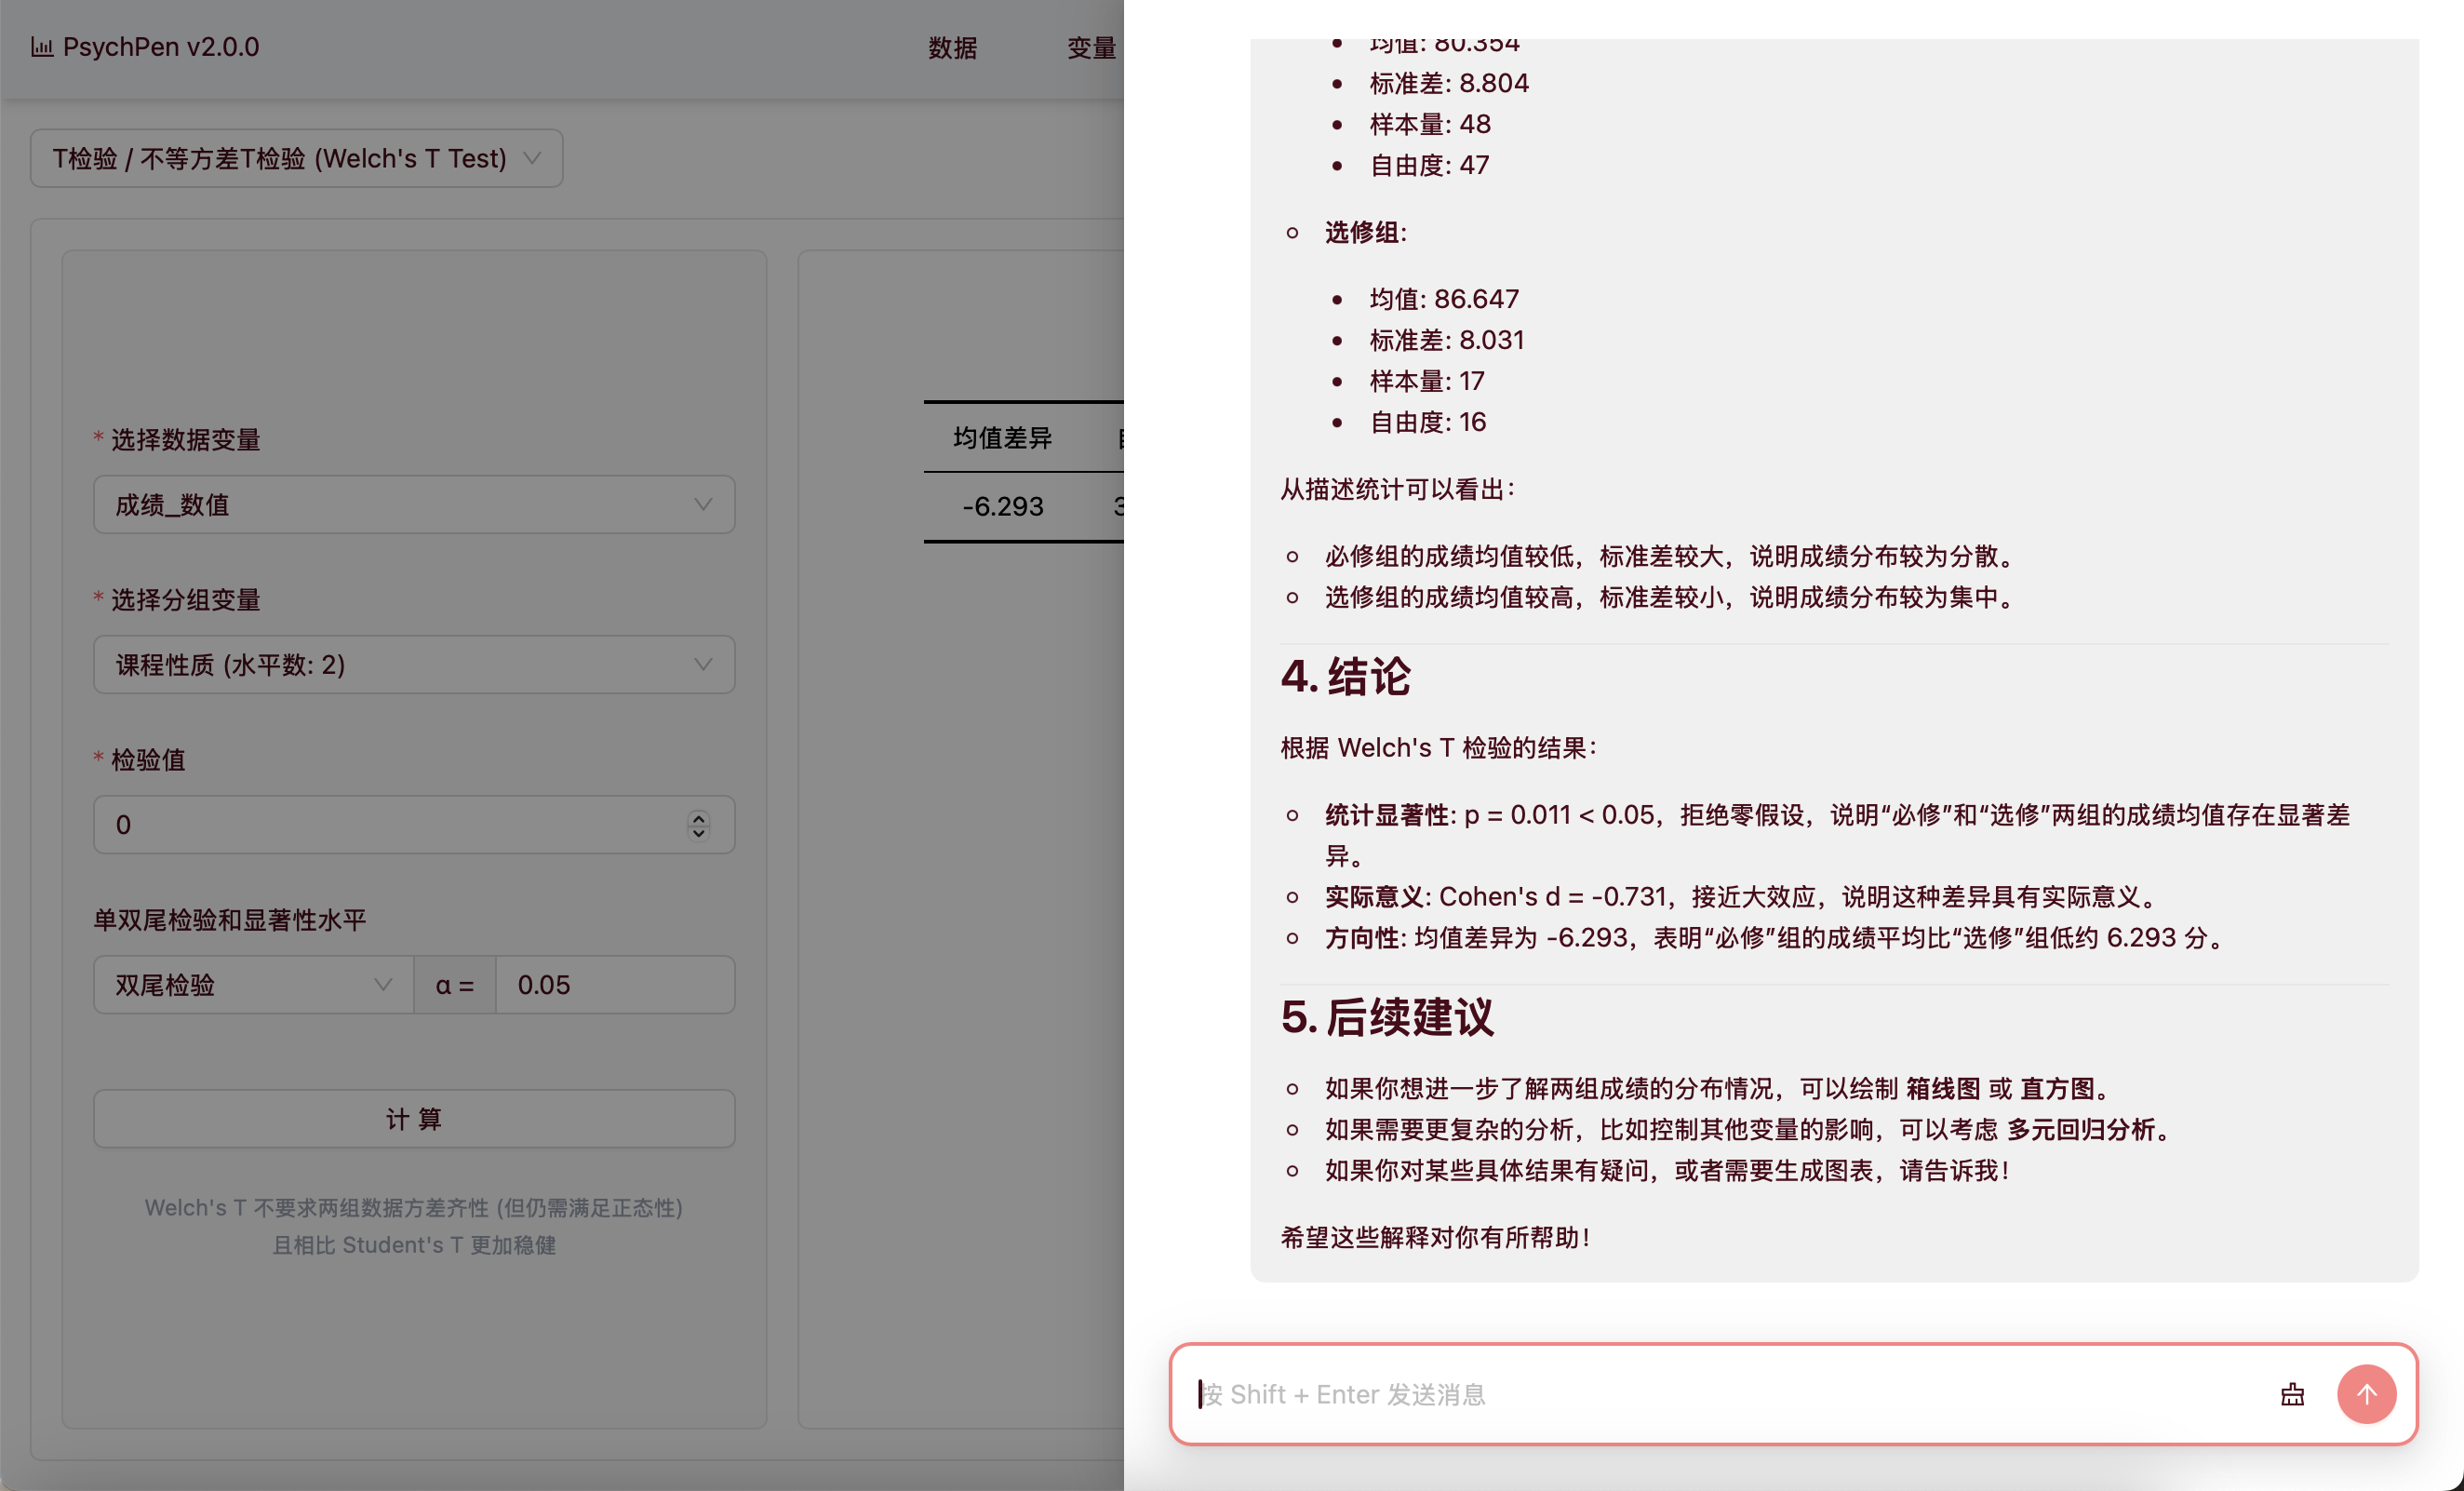 PsychPen v2.0.0
数据
变量
T检验 / 不等方差T检验 (Welch's T Test)
* 选择数据变量
成绩_数值
* 选择分组变量
课程性质 (水平数: 2)
* 检验值
0
单双尾检验和显著性水平
双尾检验
α =
0.05
计 算
Welch's T 不要求两组数据方差齐性 (但仍需满足正态性)
且相比 Student's T 更加稳健
均值差异
-6.293
均值: 80.354
标准差: 8.804
样本量: 48
自由度: 47
选修组:
均值: 86.647
标准差: 8.031
样本量: 17
自由度: 16
从描述统计可以看出：
必修组的成绩均值较低，标准差较大，说明成绩分布较为分散。
选修组的成绩均值较高，标准差较小，说明成绩分布较为集中。
4. 结论
根据 Welch's T 检验的结果：
统计显著性: p = 0.011 < 0.05，拒绝零假设，说明“必修”和“选修”两组的成绩均值存在显著差
异。
实际意义: Cohen's d = -0.731，接近大效应，说明这种差异具有实际意义。
方向性: 均值差异为 -6.293，表明“必修”组的成绩平均比“选修”组低约 6.293 分。
5. 后续建议
如果你想进一步了解两组成绩的分布情况，可以绘制 箱线图 或 直方图。
如果需要更复杂的分析，比如控制其他变量的影响，可以考虑 多元回归分析。
如果你对某些具体结果有疑问，或者需要生成图表，请告诉我！
希望这些解释对你有所帮助！
按 Shift + Enter 发送消息